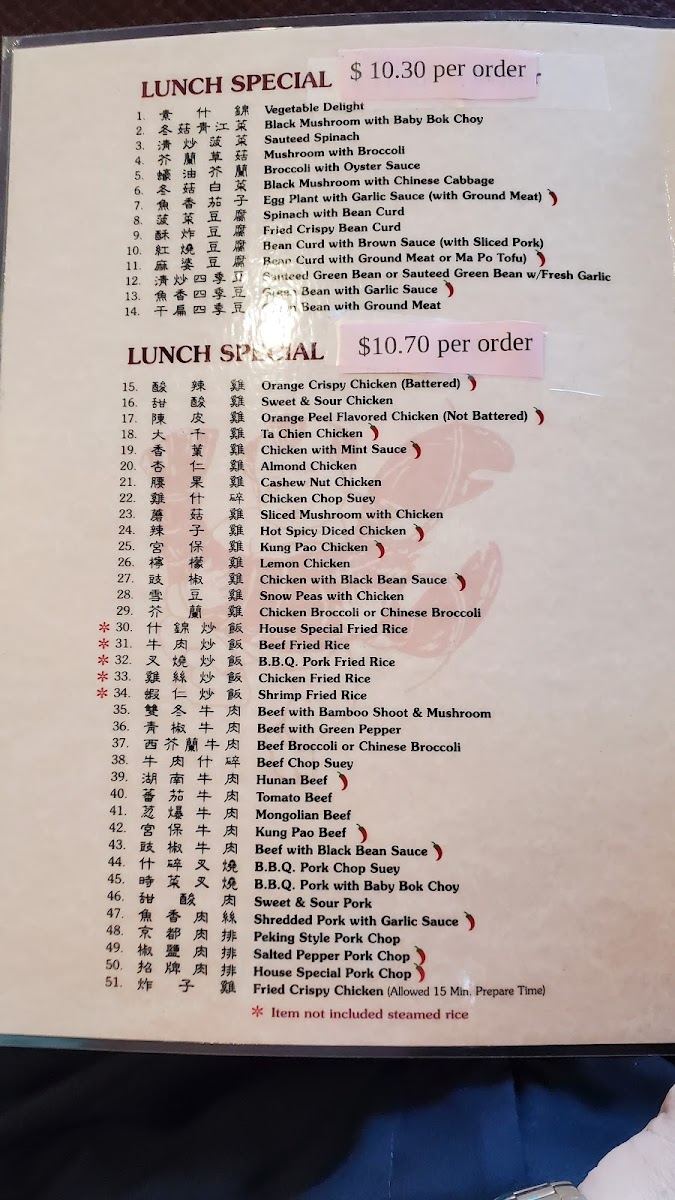 LUNCH SPECIAL $ 10.30 per order
1. 素什錦 Vegetable Delight
2. 冬菇青江菜 Black Mushroom with Baby Bok Choy
3. 清炒菠菜 Sauteed Spinach
4. 芥蘭草菇 Mushroom with Broccoli
5. 蠔油芥蘭 Broccoli with Oyster Sauce
6. 冬菇白菜 Black Mushroom with Chinese Cabbage
7. 魚香茄子 Egg Plant with Garlic Sauce (with Ground Meat)
8. 菠菜豆腐 Spinach with Bean Curd
9. 酥炸豆腐 Fried Crispy Bean Curd
10. 紅燒豆腐 Bean Curd with Brown Sauce (with Sliced Pork)
11. 麻婆豆腐 Bean Curd with Ground Meat or Ma Po Tofu)
12. 清炒四季豆 Sauteed Green Bean or Sauteed Green Bean w/Fresh Garlic
13. 魚香四季豆 Green Bean with Garlic Sauce
14. 干扁四季豆 Bean with Ground Meat
LUNCH SPECIAL $10.70 per order
15. 酸辣雞 Orange Crispy Chicken (Battered)
16. 甜酸雞 Sweet & Sour Chicken
17. 陳皮雞 Orange Peel Flavored Chicken (Not Battered)
18. 大千雞 Ta Chien Chicken
19. 香葉雞 Chicken with Mint Sauce
20. 杏仁雞 Almond Chicken
21. 腰果雞 Cashew Nut Chicken
22. 雞什碎 Chicken Chop Suey
23. 蘑菇雞 Sliced Mushroom with Chicken
24. 辣子雞 Hot Spicy Diced Chicken
25. 宮保雞 Kung Pao Chicken
26. 檸檬雞 Lemon Chicken
27. 豉椒雞 Chicken with Black Bean Sauce
28. 雪豆雞 Snow Peas with Chicken
29. 芥蘭雞 Chicken Broccoli or Chinese Broccoli
* 30. 什錦炒飯 House Special Fried Rice
* 31. 牛肉炒飯 Beef Fried Rice
* 32. 叉燒炒飯 B.B.Q. Pork Fried Rice
* 33. 雞絲炒飯 Chicken Fried Rice
* 34. 蝦仁炒飯 Shrimp Fried Rice
35. 雙冬牛肉 Beef with Bamboo Shoot & Mushroom
36. 青椒牛肉 Beef with Green Pepper
37. 西芥蘭牛肉 Beef Broccoli or Chinese Broccoli
38. 牛肉什碎 Beef Chop Suey
39. 湖南牛肉 Hunan Beef
40. 蕃茄牛肉 Tomato Beef
41. 葱爆牛肉 Mongolian Beef
42. 宮保牛肉 Kung Pao Beef
43. 豉椒牛肉 Beef with Black Bean Sauce
44. 什碎叉燒 B.B.Q. Pork Chop Suey
45. 時菜叉燒 B.B.Q. Pork with Baby Bok Choy
46. 甜酸肉 Sweet & Sour Pork
47. 魚香肉絲 Shredded Pork with Garlic Sauce
48. 京都肉排 Peking Style Pork Chop
49. 椒鹽肉排 Salted Pepper Pork Chop
50. 招牌肉排 House Special Pork Chop
51. 炸子雞 Fried Crispy Chicken (Allowed 15 Min. Prepare Time)
* Item not included steamed rice